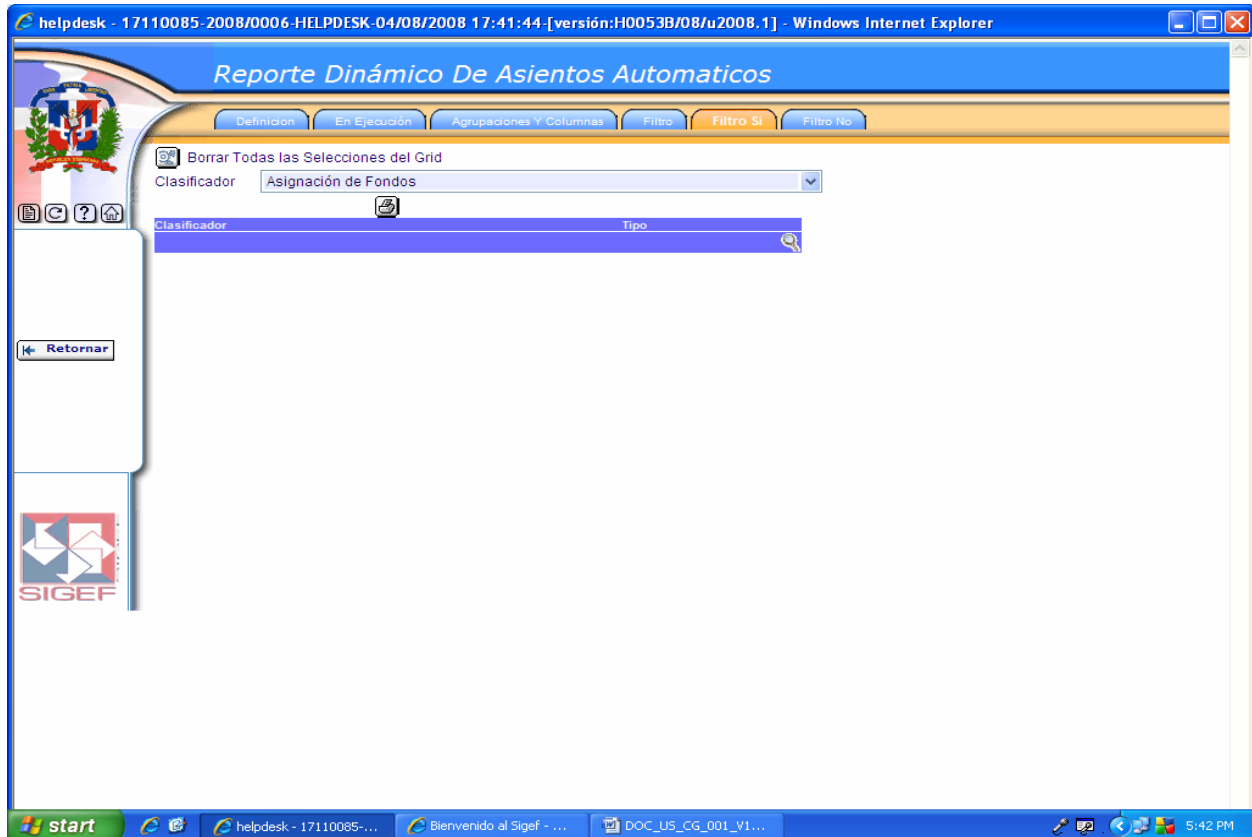 helpdesk - 17110085-2008/0006-HELPDESK-04/08/2008 17:41:44-[versión:H0053B/08/u2008.1] - Windows Internet Explorer
Reporte Dinámico De Asientos Automaticos
Definicion
En Ejecución
Agrupaciones Y Columnas
Filtro
Filtro Si
Filtro No
Borrar Todas las Selecciones del Grid
Clasificador
Asignación de Fondos
Clasificador
Tipo
Retornar
SIGEF
start
helpdesk - 17110085-...
Bienvenido al Sigef - ...
DOC_US_CG_001_V1...
5:42 PM